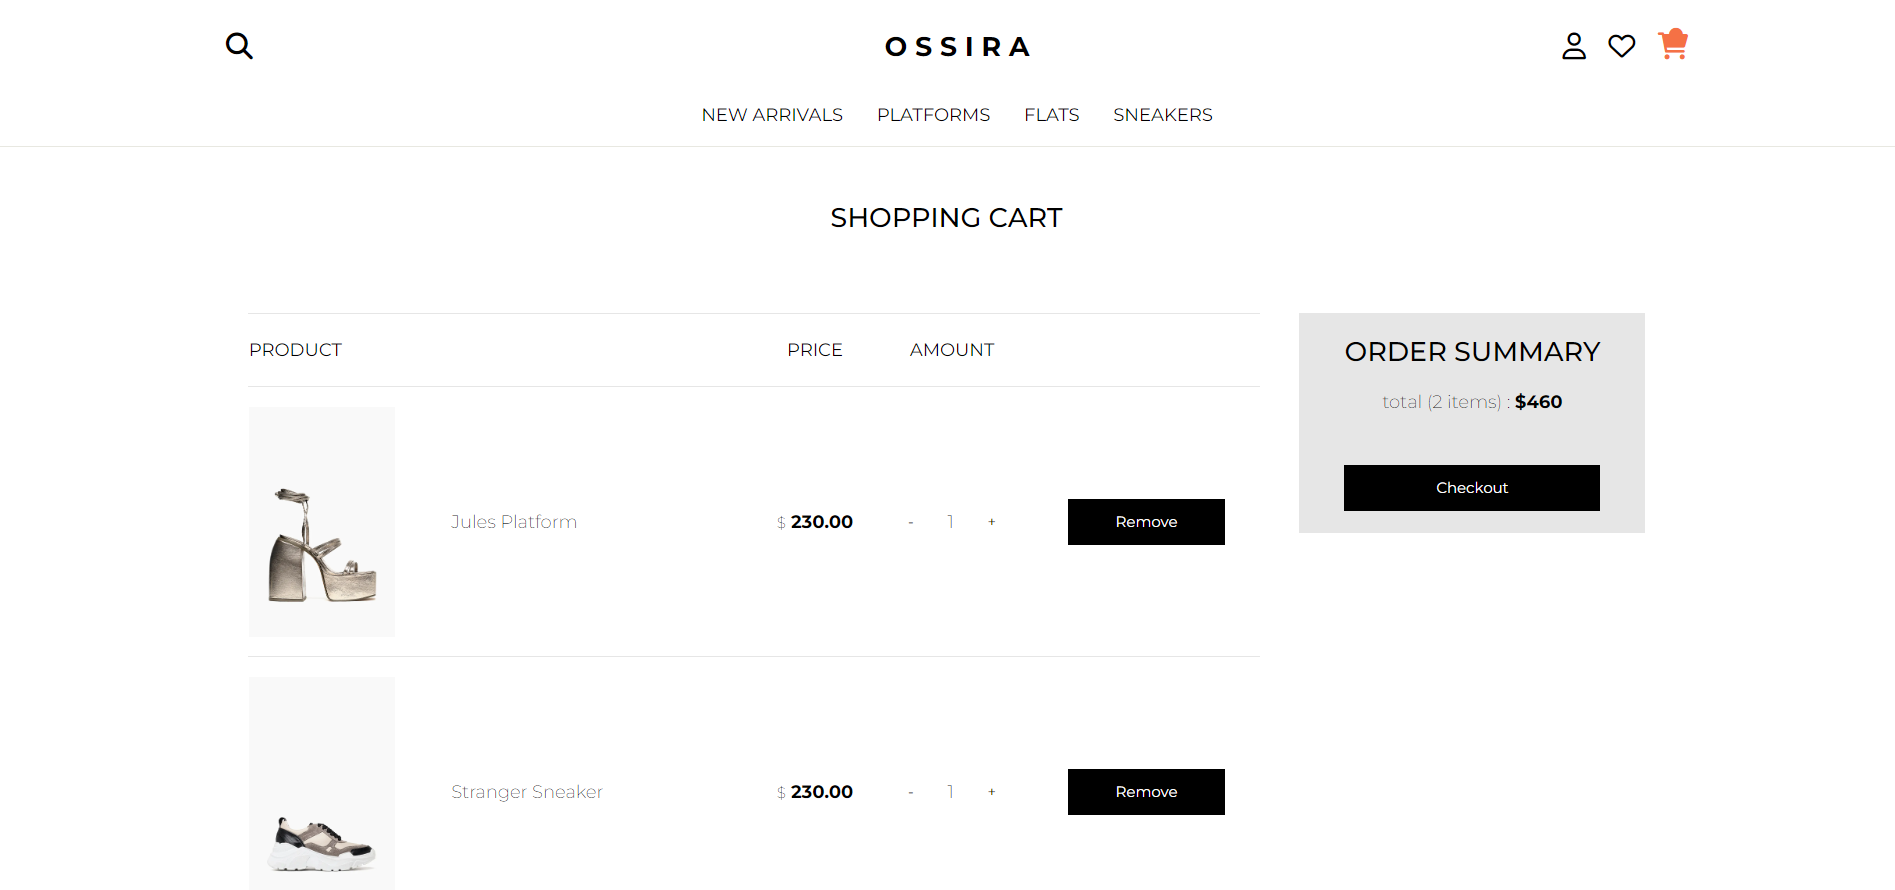 OSSIRA
NEW ARRIVALS PLATFORMS FLATS SNEAKERS
SHOPPING CART
PRODUCT PRICE AMOUNT
Jules Platform $ 230.00 - 1 + Remove
Stranger Sneaker $ 230.00 - 1 + Remove
ORDER SUMMARY
total (2 items) : $460
Checkout